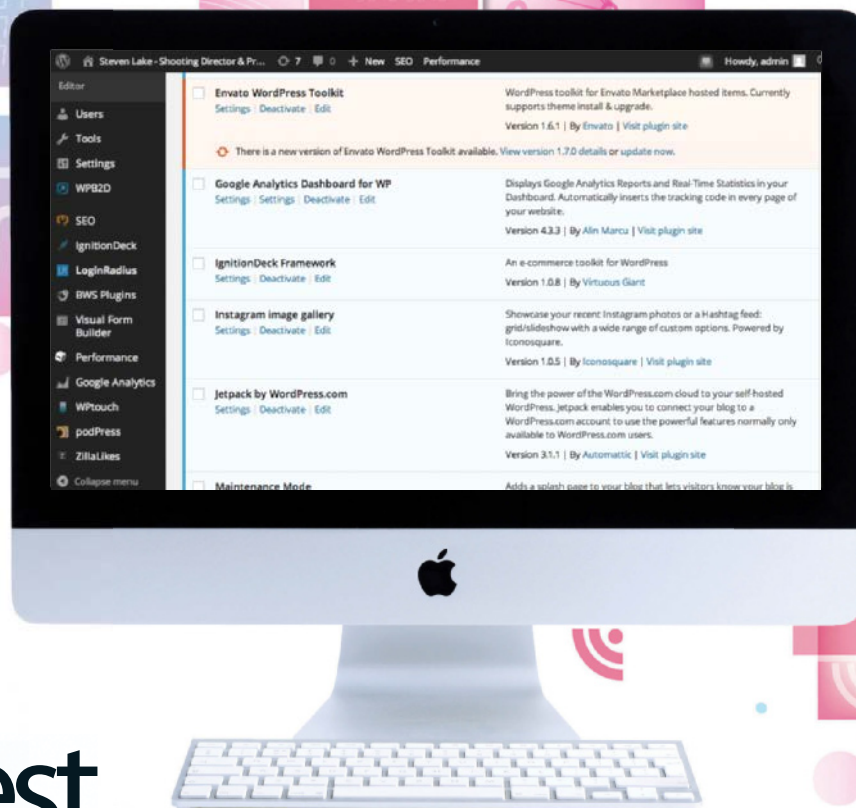 Steven Lake - Shooting Director & Pr... 7 0 + New SEO Performance Howdy, admin
Editor
Users
Tools
Settings
WPB2D
SEO
IgnitionDeck
LoginRadius
BWS Plugins
Visual Form
Builder
Performance
Google Analytics
WPtouch
podPress
ZillaLikes
Collapse menu
Envato WordPress Toolkit
Settings | Deactivate | Edit
WordPress toolkit for Envato Marketplace hosted items. Currently
supports theme install & upgrade.
Version 1.6.1 | By Envato | Visit plugin site
There is a new version of Envato WordPress Toolkit available. View version 1.7.0 details or update now.
Google Analytics Dashboard for WP
Settings | Settings | Deactivate | Edit
Displays Google Analytics Reports and Real-Time Statistics in your
Dashboard. Automatically inserts the tracking code in every page of
your website.
Version 4.3.3 | By Alin Marcu | Visit plugin site
IgnitionDeck Framework
Settings | Deactivate | Edit
An e-commerce toolkit for WordPress
Version 1.0.8 | By Virtuous Giant
Instagram image gallery
Settings | Deactivate | Edit
Showcase your recent Instagram photos or a Hashtag feed:
grid/slideshow with a wide range of custom options. Powered by
Iconosquare.
Version 1.0.5 | By Iconosquare | Visit plugin site
Jetpack by WordPress.com
Settings | Deactivate | Edit
Bring the power of the WordPress.com cloud to your self-hosted
WordPress. Jetpack enables you to connect your blog to a
WordPress.com account to use the powerful features normally only
available to WordPress.com users.
Version 3.1.1 | By Automattic | Visit plugin site
Maintenance Mode
Adds a splash page to your blog that lets visitors know your blog is
est